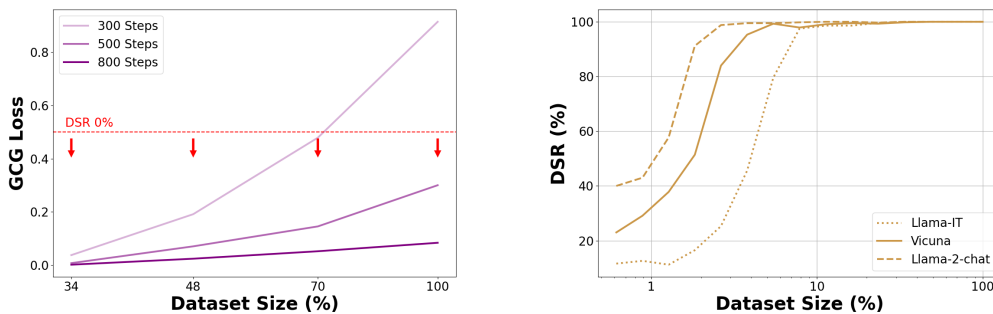 300 Steps
500 Steps
800 Steps
DSR 0%
GCG Loss
0.8
0.6
0.4
0.2
0.0
34
48
70
100
Dataset Size (%)
DSR (%)
100
80
60
40
20
1
10
100
Dataset Size (%)
Llama-IT
Vicuna
Llama-2-chat